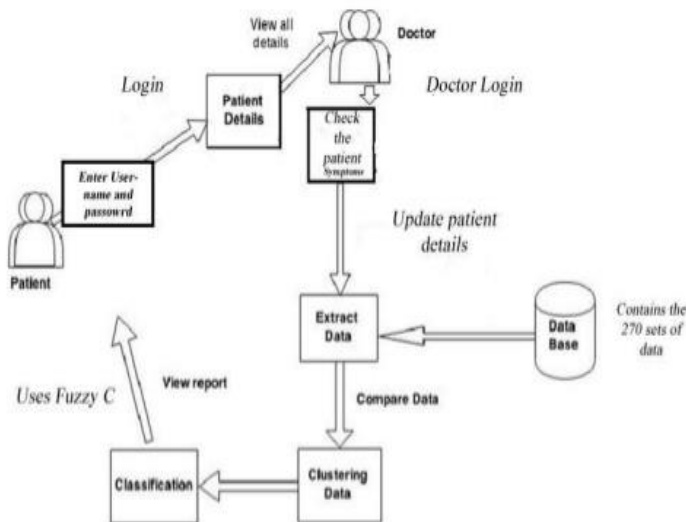 View all
details
Doctor
Login
Doctor Login
Patient
Details
Check
the
patient
Symptoms
Enter User-
name and
passowrd
Update patient
details
Patient
Extract
Data
Data
Base
Contains the
270 sets of
data
Uses Fuzzy C
View report
Compare Data
Classification
Clustering
Data